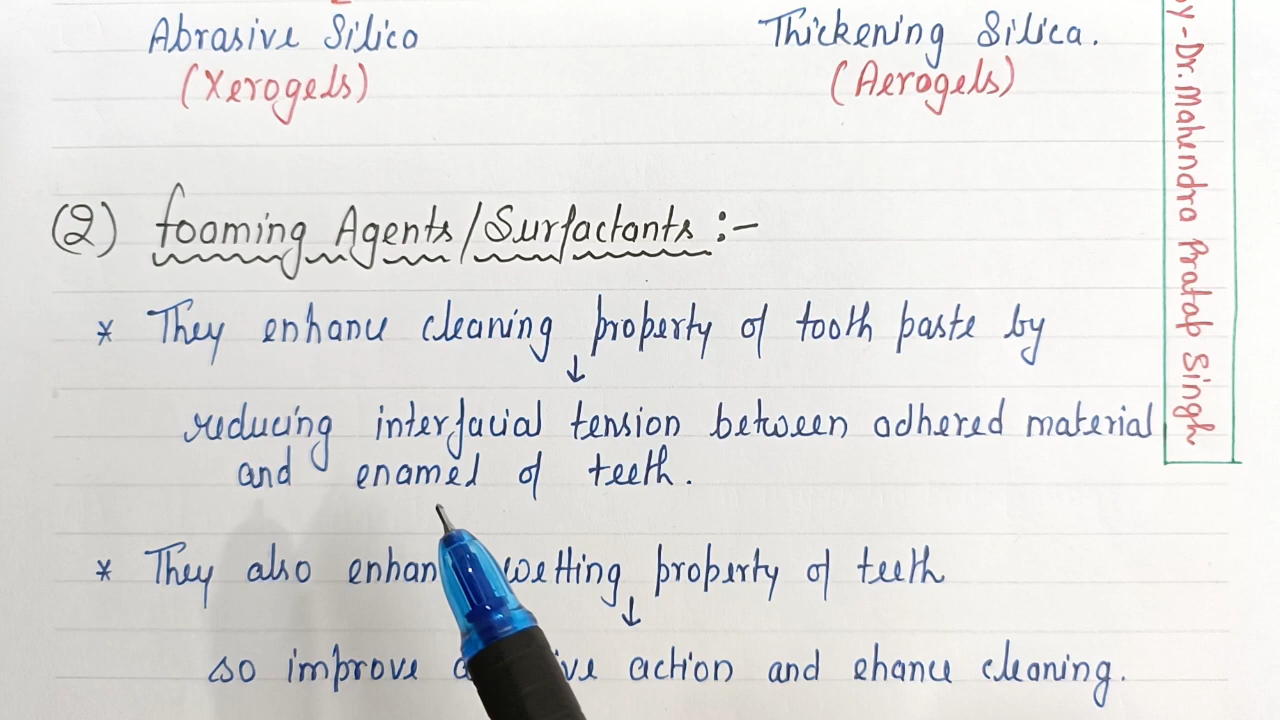 Abrasive Silica
Thickening Silica.
(Xerogels)
(Aerogels)
(2) foaming Agents/Surfactants :-
* They enhance cleaning property of tooth paste by
↓
reducing interfacial tension between adhered material
and enamel of teeth.
* They also wetting property of teeth
↓
so improve action and ehance cleaning.
y - Dr. Mahendra Pratap Singh